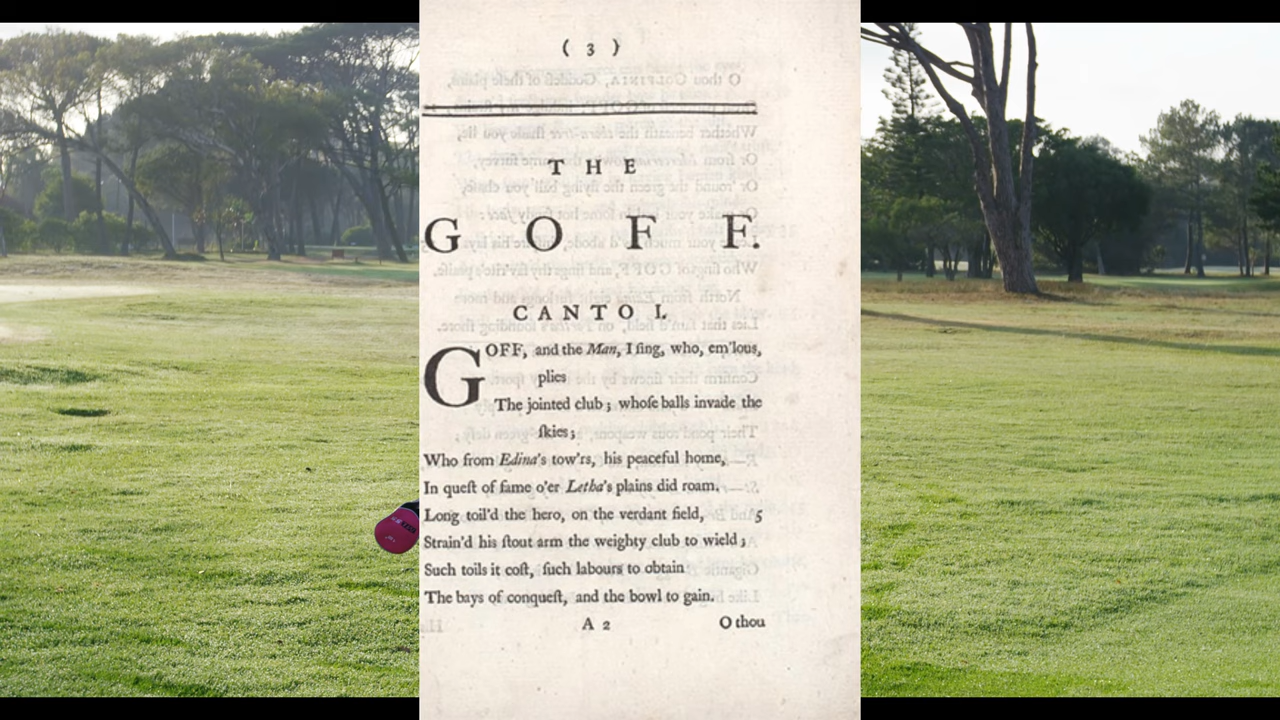 ( 3 )
THE
GOFF.
CANTO I.
GOFF, and the Man, I ſing, who, em'lous,
plies
The jointed club; whoſe balls invade the
ſkies;
Who from Edina's tow'rs, his peaceful home,
In queſt of fame o'er Letha's plains did roam.
Long toil'd the hero, on the verdant field, 5
Strain'd his ſtout arm the weighty club to wield;
Such toils it coſt, ſuch labours to obtain
The bays of conqueſt, and the bowl to gain.
A 2 O thou